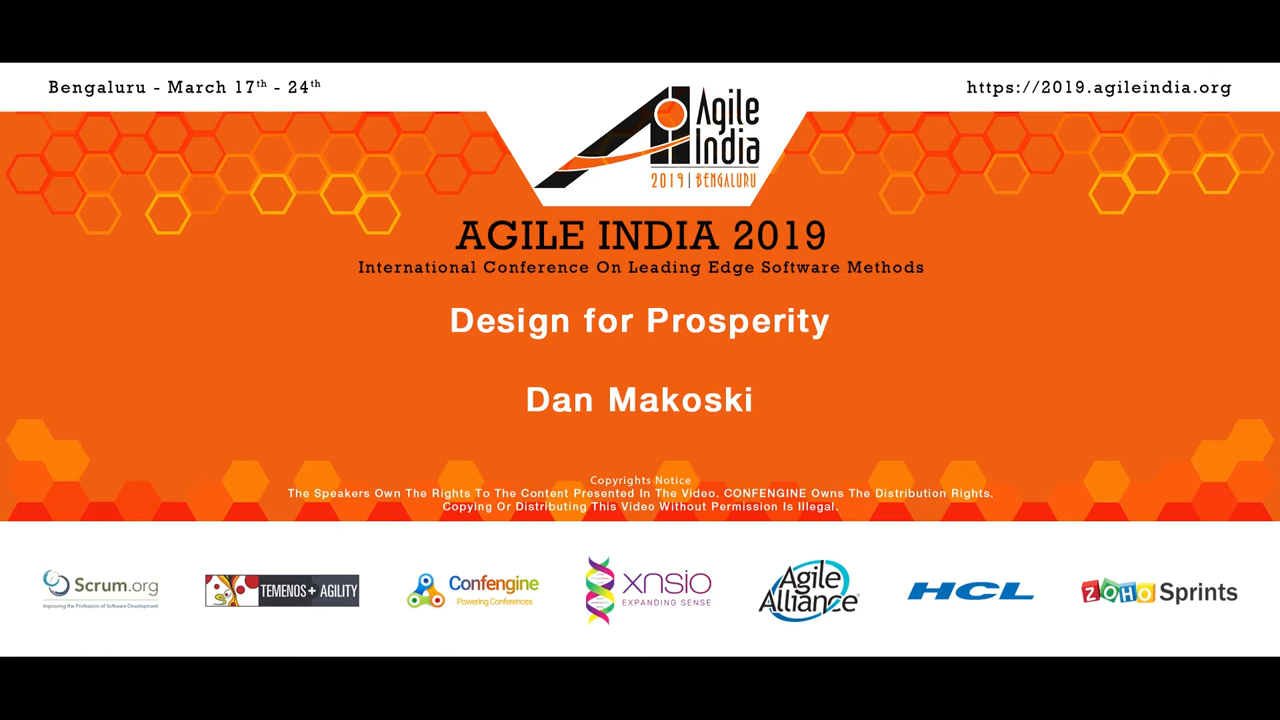 Bengaluru - March 17th - 24th
https://2019.agileindia.org
Agile
India
2019 | BENGALURU
AGILE INDIA 2019
International Conference On Leading Edge Software Methods
Design for Prosperity
Dan Makoski
Copyrights Notice
The Speakers Own The Rights To The Content Presented In The Video. CONFENGINE Owns The Distribution Rights.
Copying Or Distributing This Video Without Permission Is Illegal.
Scrum.org
Improving the Profession of Software Development
TEMENOS+ AGILITY
Confengine
Powering Conferences
xnsio
EXPANDING SENSE
Agile
Alliance®
HCL
ZOHO Sprints